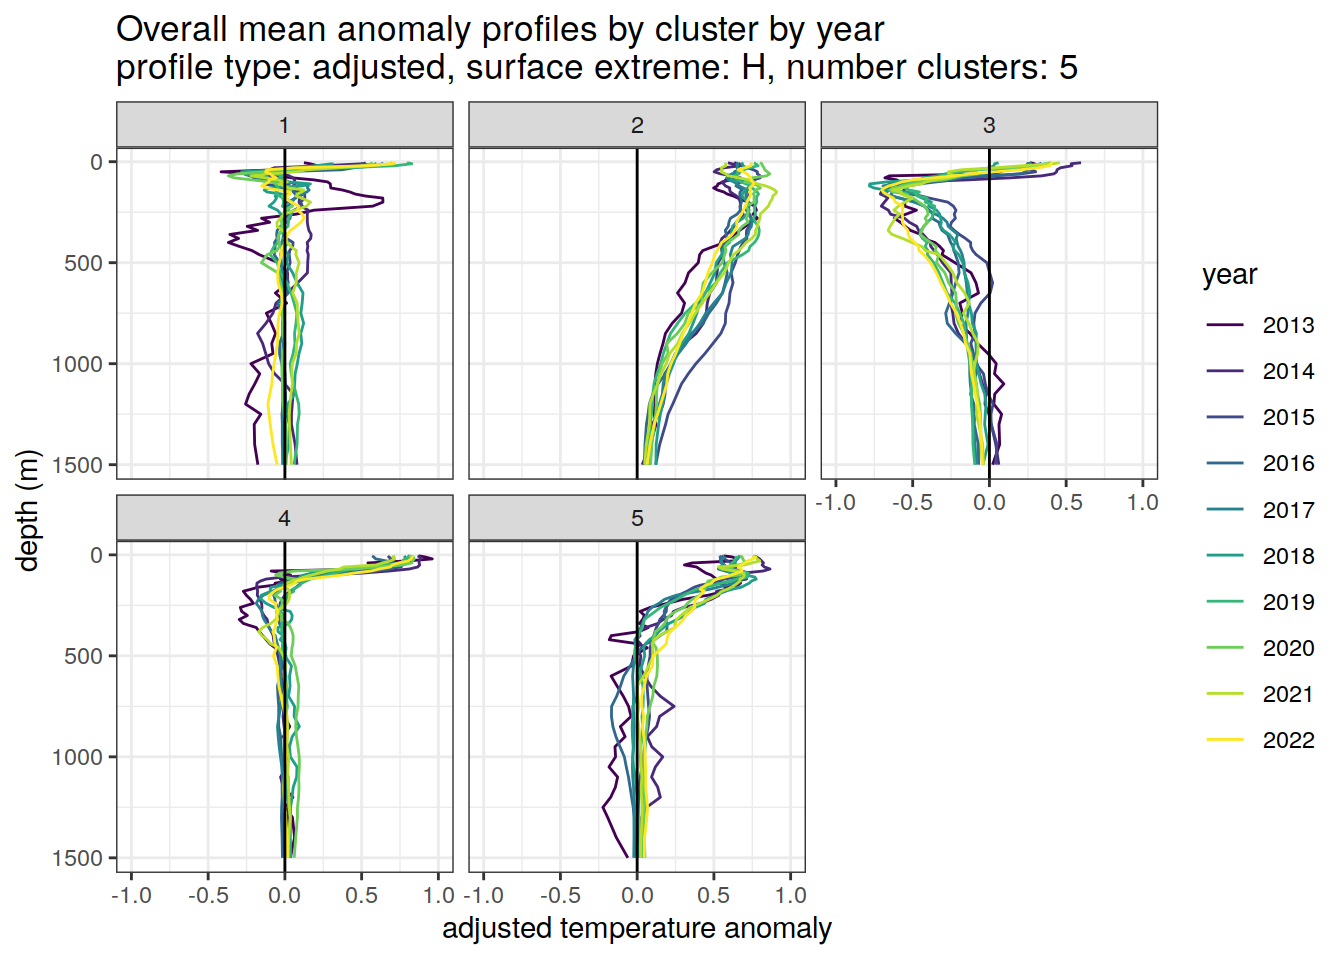 Overall mean anomaly profiles by cluster by year
profile type: adjusted, surface extreme: H, number clusters: 5
1
2
3
0
500
1000
1500
-1.0 -0.5 0.0 0.5 1.0
4
5
0
500
1000
1500
-1.0 -0.5 0.0 0.5 1.0
-1.0 -0.5 0.0 0.5 1.0
adjusted temperature anomaly
depth (m)
year
2013
2014
2015
2016
2017
2018
2019
2020
2021
2022